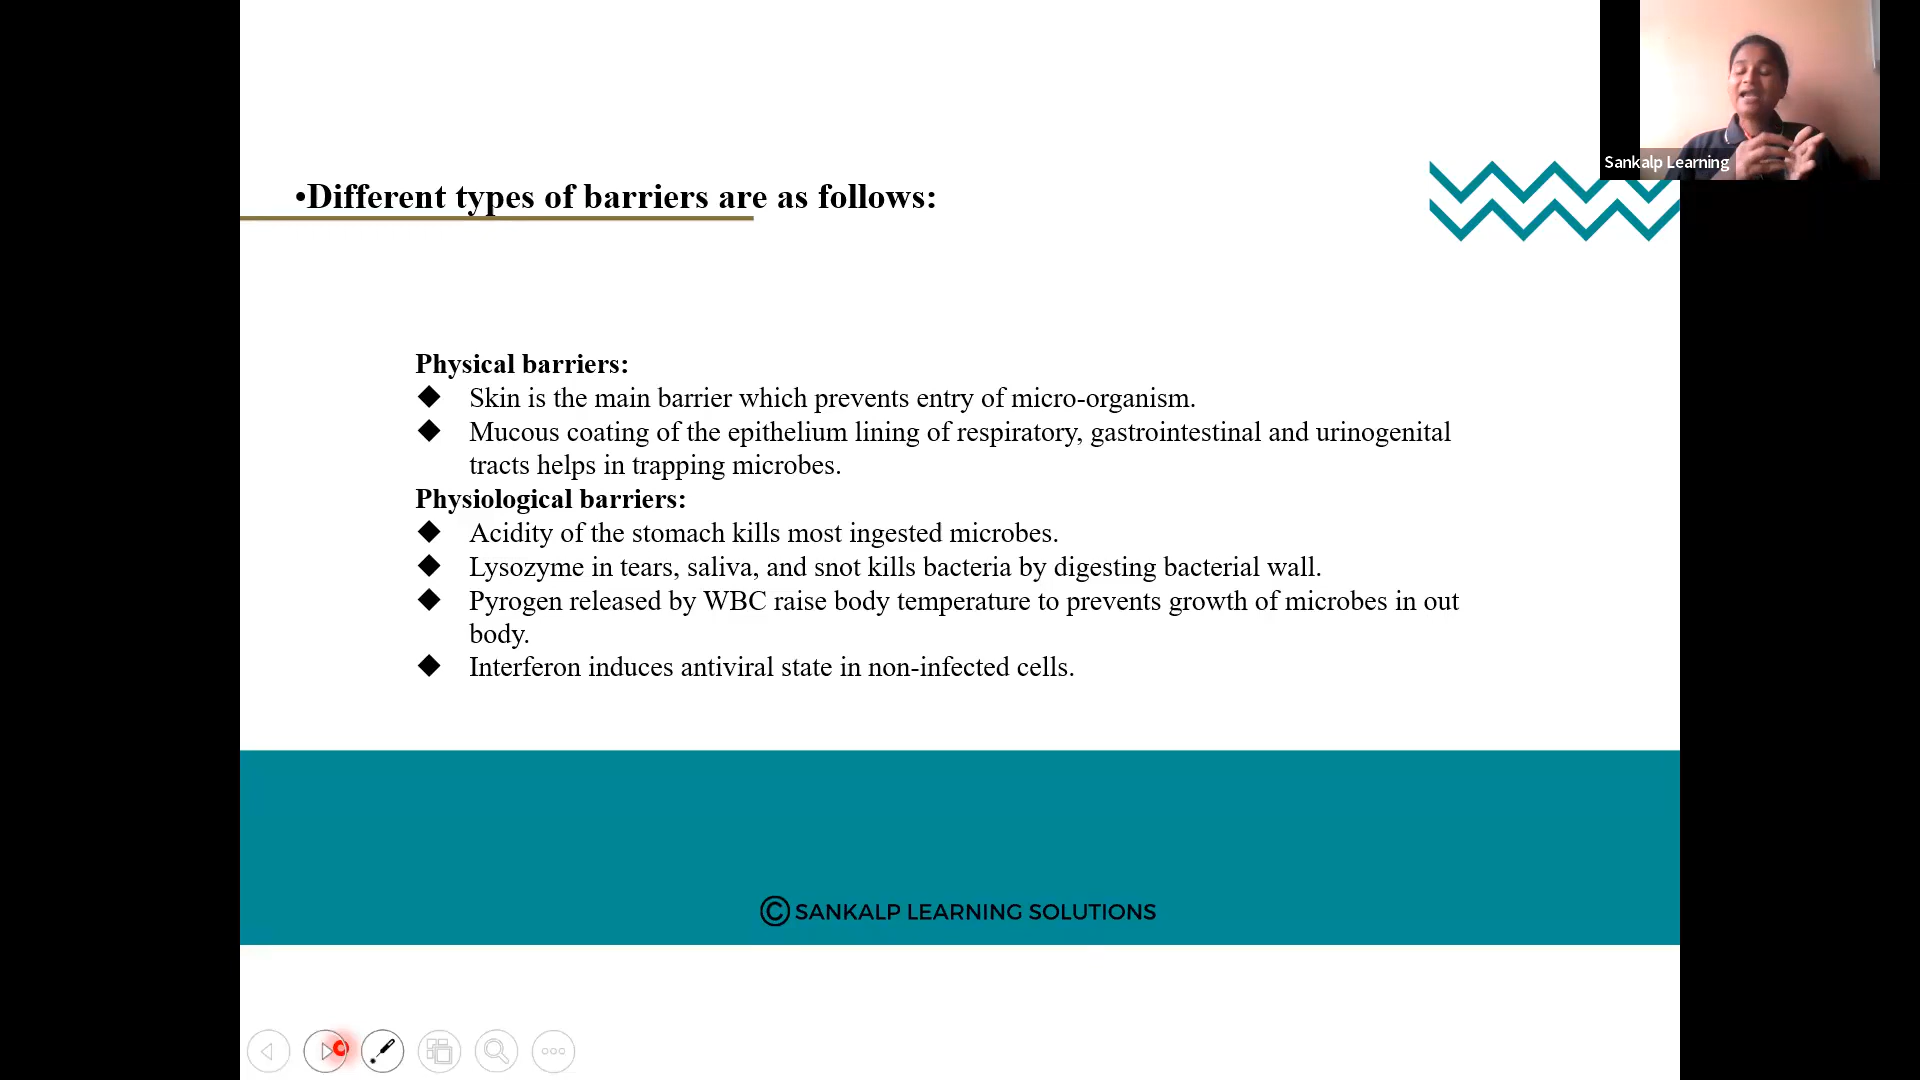 Sankalp Learning
•Different types of barriers are as follows:
Physical barriers:
◆ Skin is the main barrier which prevents entry of micro-organism.
◆ Mucous coating of the epithelium lining of respiratory, gastrointestinal and urinogenital
tracts helps in trapping microbes.
Physiological barriers:
◆ Acidity of the stomach kills most ingested microbes.
◆ Lysozyme in tears, saliva, and snot kills bacteria by digesting bacterial wall.
◆ Pyrogen released by WBC raise body temperature to prevents growth of microbes in out
body.
◆ Interferon induces antiviral state in non-infected cells.
© SANKALP LEARNING SOLUTIONS